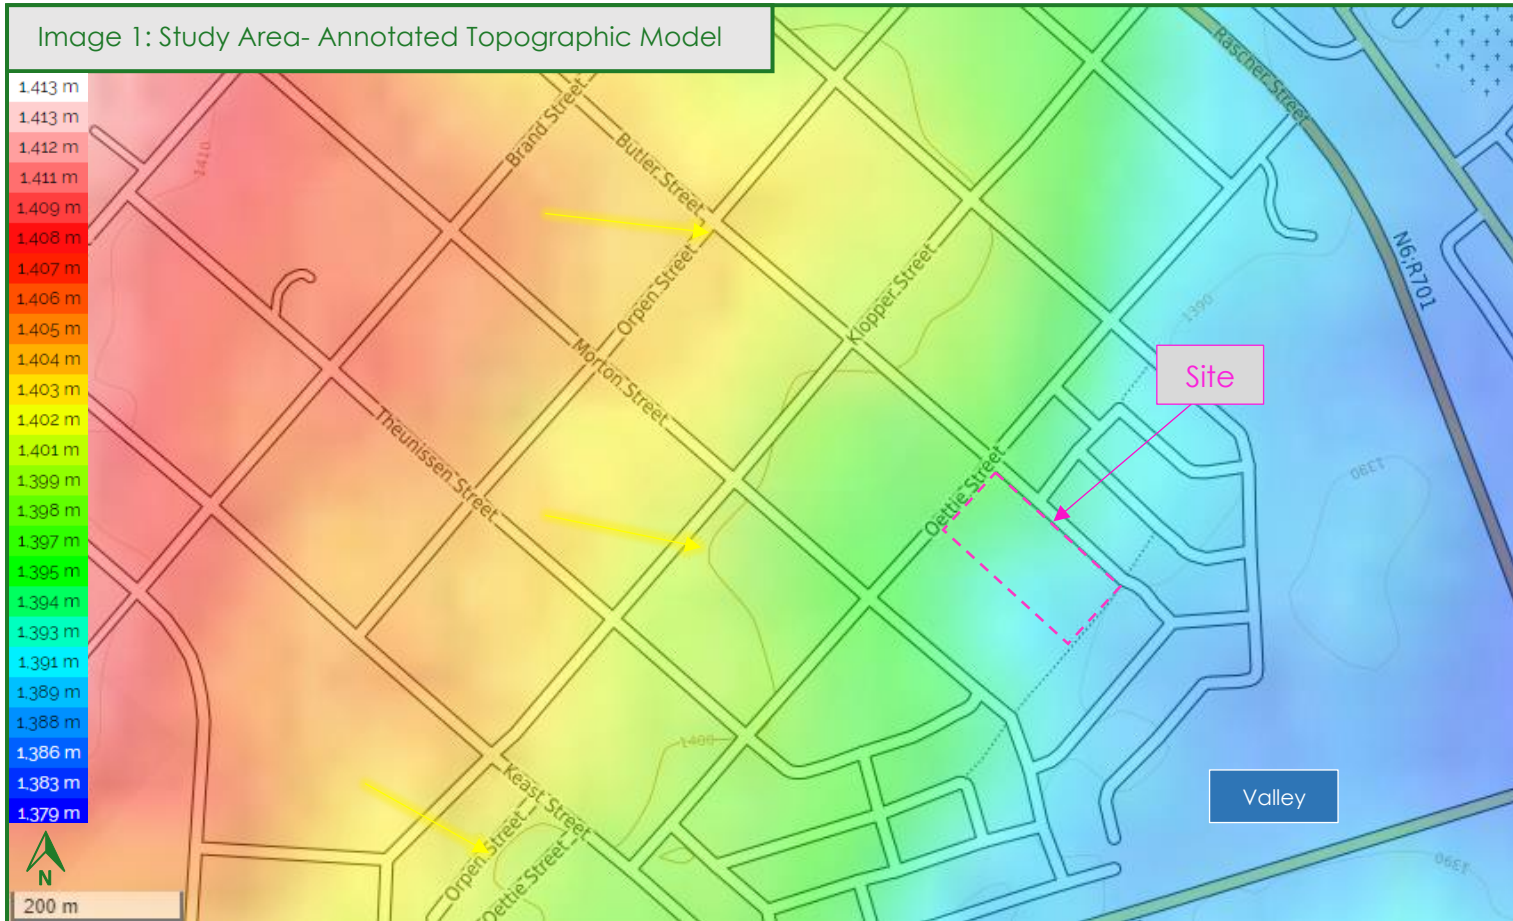 Image 1: Study Area- Annotated Topographic Model
1.413 m
1.413 m
1.412 m
1.411 m
1.409 m
1.408 m
1.407 m
1.406 m
1.405 m
1.404 m
1.403 m
1.402 m
1.401 m
1.399 m
1.398 m
1.397 m
1.395 m
1.394 m
1.393 m
1.391 m
1.389 m
1.388 m
1.386 m
1.383 m
1.379 m
N
200 m
1410
Brand Street
Butler Street
Orpen Street
Morton Street
Klopper Street
Theunissen Street
Oettie Street
Rascher Street
N6;R701
1390
Site
1390
1400
Keast Street
Orpen Street
Oettie Street
Valley
1390